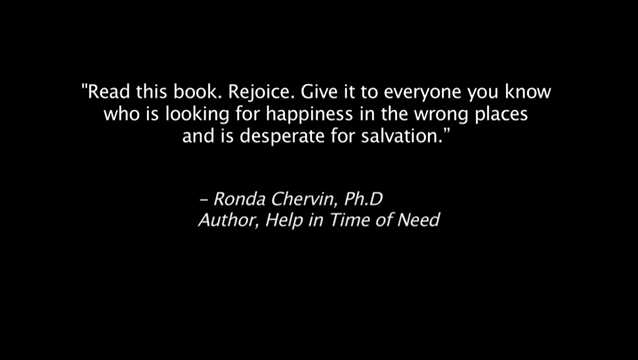 "Read this book. Rejoice. Give it to everyone you know
who is looking for happiness in the wrong places
and is desperate for salvation.”
– Ronda Chervin, Ph.D
Author, Help in Time of Need